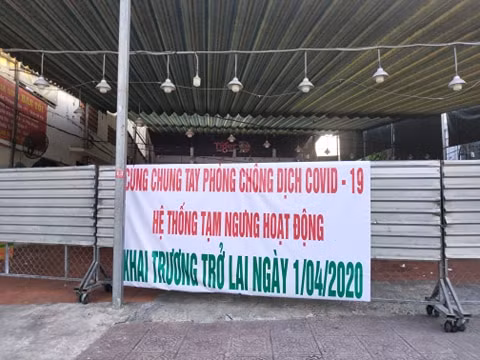 Tiger
CÙNG CHUNG TAY PHÒNG CHỐNG DỊCH COVID - 19
HỆ THỐNG TẠM NGƯNG HOẠT ĐỘNG
KHAI TRƯƠNG TRỞ LẠI NGÀY 1/04/2020